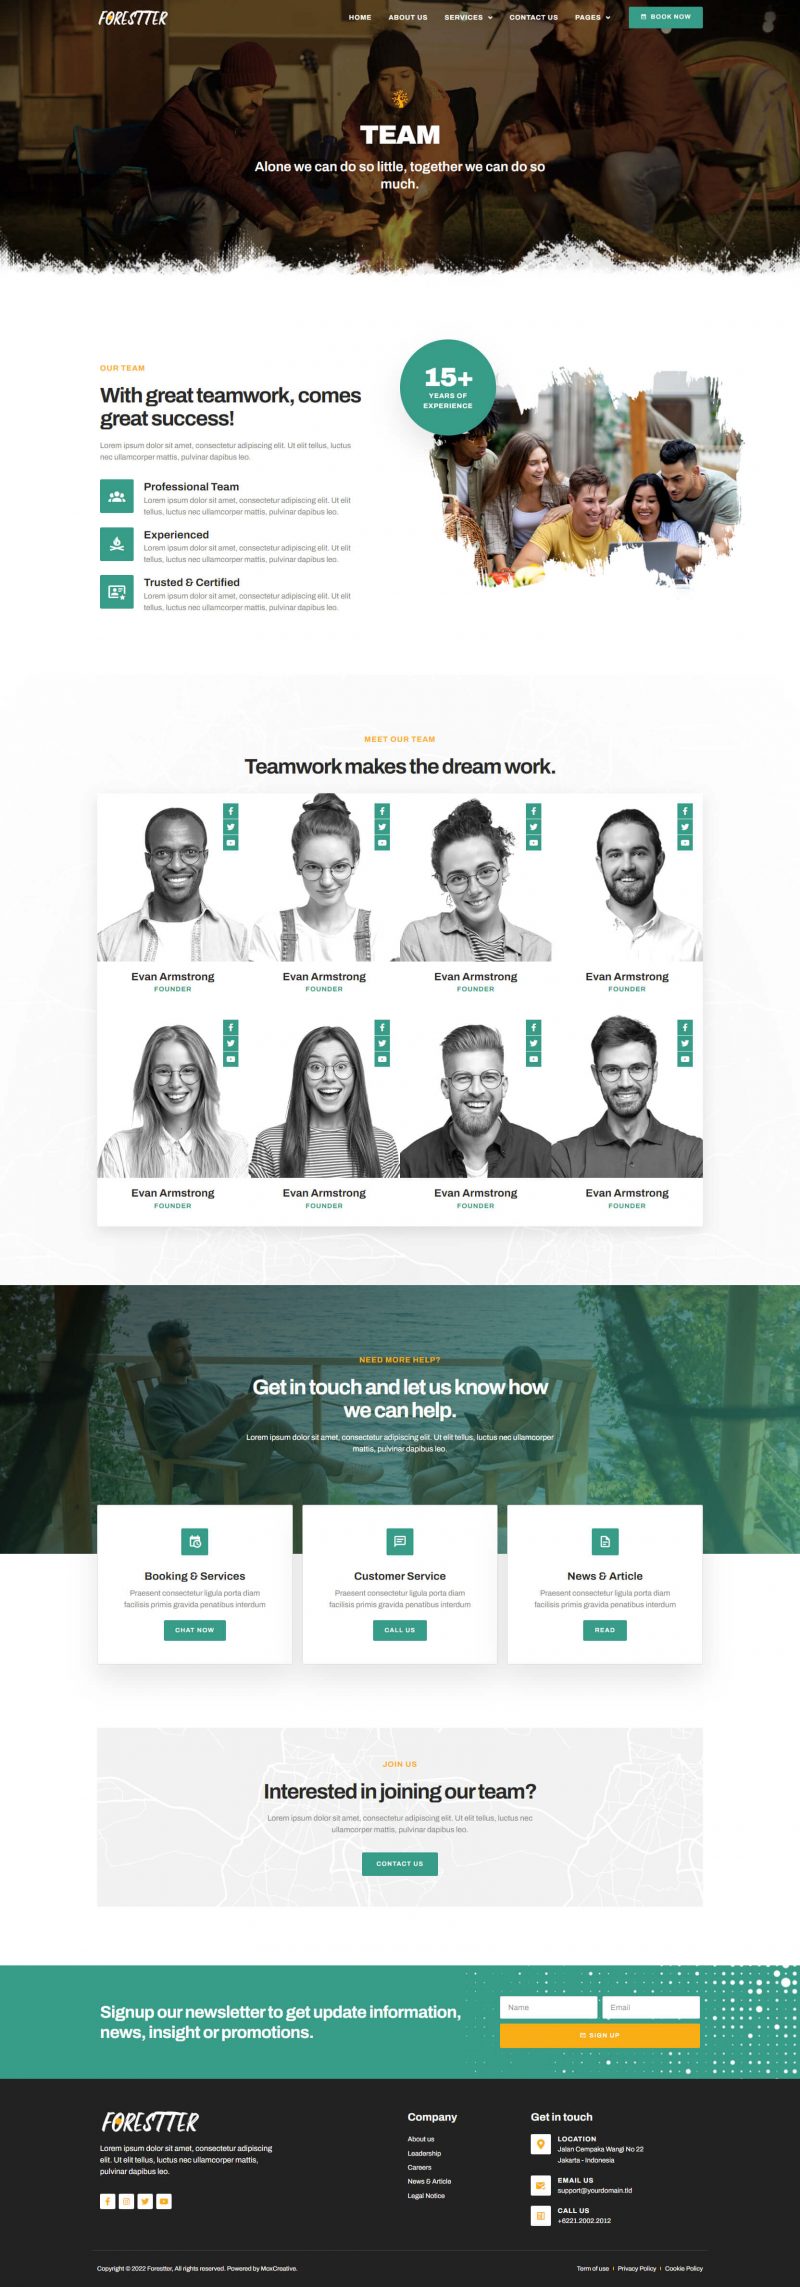 FORESTTER
HOME
ABOUT US
SERVICES
CONTACT US
PAGES
BOOK NOW
TEAM
Alone we can do so little, together we can do so
much.
OUR TEAM
With great teamwork, comes
great success!
Lorem ipsum dolor sit amet, consectetur adipiscing elit. Ut elit tellus, luctus
nec ullamcorper mattis, pulvinar dapibus leo.
Professional Team
Lorem ipsum dolor sit amet, consectetur adipiscing elit. Ut elit
tellus, luctus nec ullamcorper mattis, pulvinar dapibus leo.
Experienced
Lorem ipsum dolor sit amet, consectetur adipiscing elit. Ut elit
tellus, luctus nec ullamcorper mattis, pulvinar dapibus leo.
Trusted & Certified
Lorem ipsum dolor sit amet, consectetur adipiscing elit. Ut elit
tellus, luctus nec ullamcorper mattis, pulvinar dapibus leo.
15+
YEARS OF
EXPERIENCE
MEET OUR TEAM
Teamwork makes the dream work.
Evan Armstrong
FOUNDER
Evan Armstrong
FOUNDER
Evan Armstrong
FOUNDER
Evan Armstrong
FOUNDER
Evan Armstrong
FOUNDER
Evan Armstrong
FOUNDER
Evan Armstrong
FOUNDER
Evan Armstrong
FOUNDER
NEED MORE HELP?
Get in touch and let us know how
we can help.
Lorem ipsum dolor sit amet, consectetur adipiscing elit. Ut elit tellus, luctus nec ullamcorper
mattis, pulvinar dapibus leo.
Booking & Services
Praesent consectetur ligula porta diam
facilisis primis gravida penatibus interdum
CHAT NOW
Customer Service
Praesent consectetur ligula porta diam
facilisis primis gravida penatibus interdum
CALL US
News & Article
Praesent consectetur ligula porta diam
facilisis primis gravida penatibus interdum
READ
JOIN US
Interested in joining our team?
Lorem ipsum dolor sit amet, consectetur adipiscing elit. Ut elit tellus, luctus nec
ullamcorper mattis, pulvinar dapibus leo.
CONTACT US
Signup our newsletter to get update information,
news, insight or promotions.
Name
Email
SIGN UP
FORESTTER
Lorem ipsum dolor sit amet, consectetur adipiscing
elit. Ut elit tellus, luctus nec ullamcorper mattis,
pulvinar dapibus leo.
Company
About us
Leadership
Careers
News & Article
Legal Notice
Get in touch
LOCATION
Jalan Cempaka Wangi No 22
Jakarta - Indonesia
EMAIL US
support@yourdomain.tld
CALL US
+6221.2002.2012
Copyright © 2022 Forestter, All rights reserved. Powered by MoxCreative.
Term of use
Privacy Policy
Cookie Policy